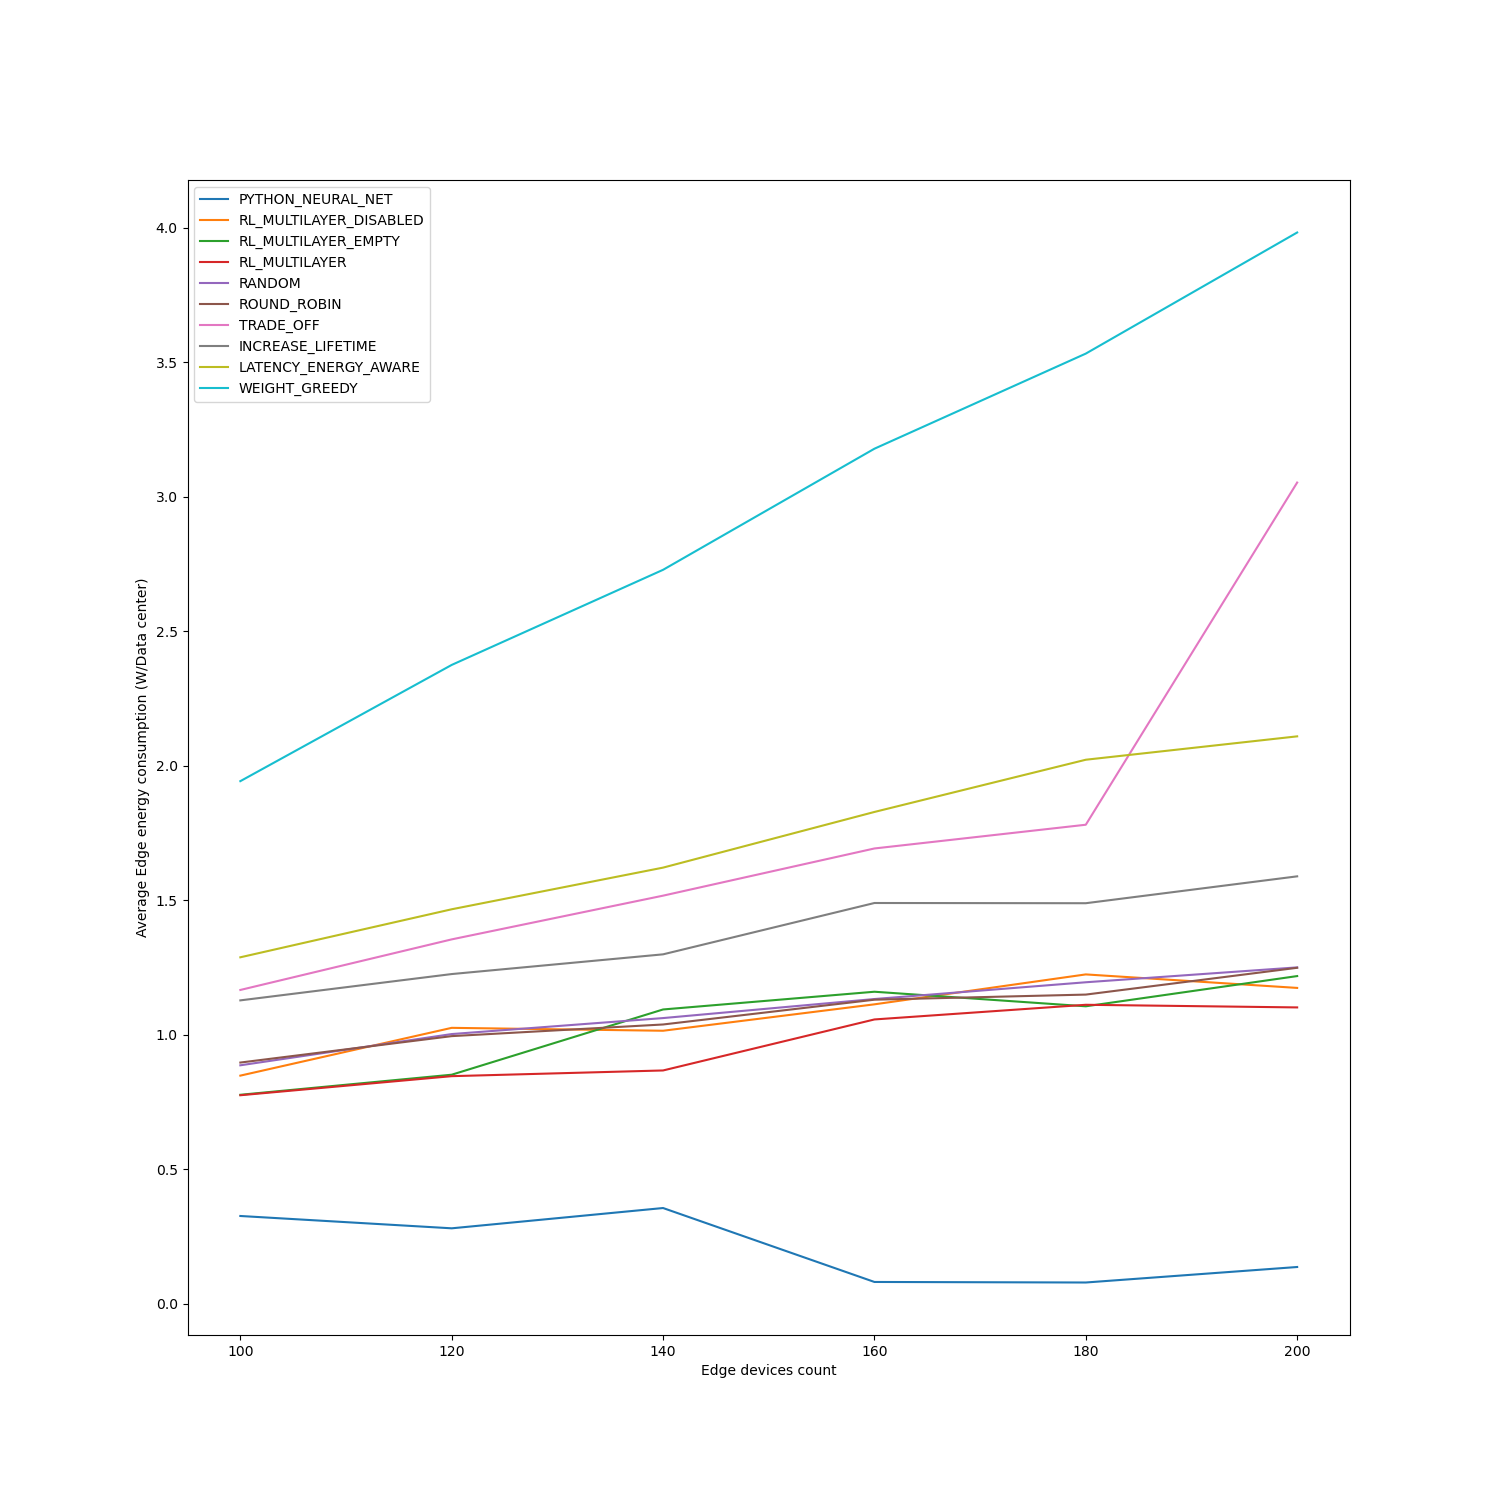 PYTHON_NEURAL_NET
RL_MULTILAYER_DISABLED
RL_MULTILAYER_EMPTY
RL_MULTILAYER
RANDOM
ROUND_ROBIN
TRADE_OFF
INCREASE_LIFETIME
LATENCY_ENERGY_AWARE
WEIGHT_GREEDY
4.0
3.5
3.0
2.5
2.0
1.5
1.0
0.5
0.0
Average Edge energy consumption (W/Data center)
100 120 140 160 180 200
Edge devices count